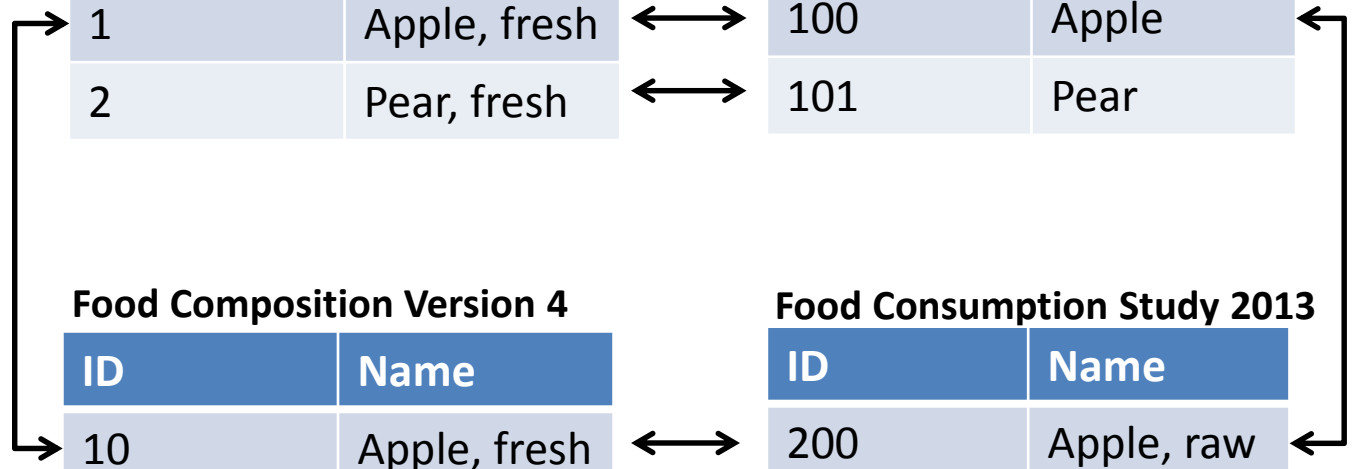 1 Apple, fresh 100 Apple
2 Pear, fresh 101 Pear
Food Composition Version 4 Food Consumption Study 2013
ID Name ID Name
10 Apple, fresh 200 Apple, raw